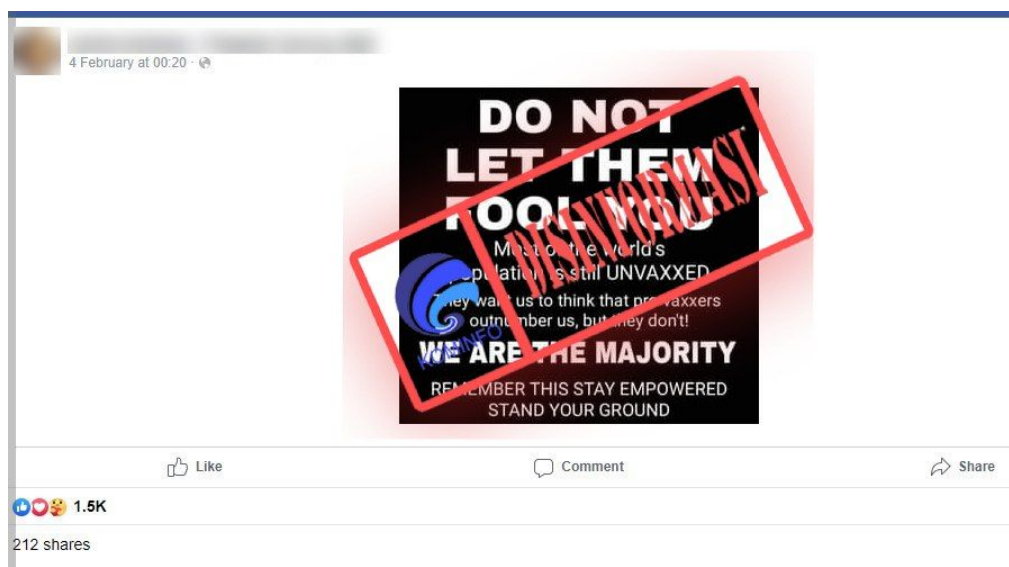 4 February at 00:20
DO NOT
LET THEM
FOOL YOU
DISINFORMASI
Most of the world's
population is still UNVAXXED
They want us to think that pro-vaxxers
outnumber us, but they don't!
KOMINFO
WE ARE THE MAJORITY
REMEMBER THIS STAY EMPOWERED
STAND YOUR GROUND
Like
Comment
Share
1.5K
212 shares